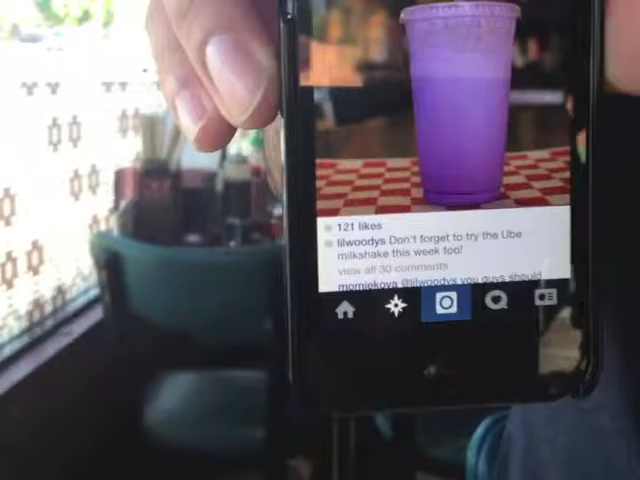 121 likes
lilwoodys Don't forget to try the Ube
milkshake this week too!
view all 30 comments
momiekoya @lilwoodys you guys should